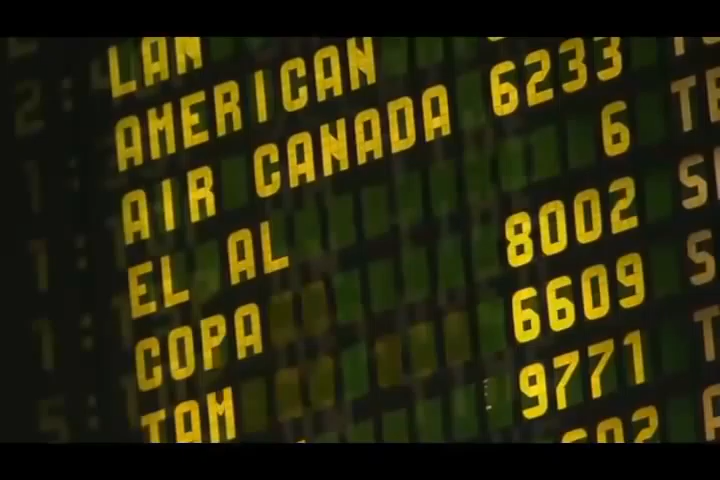 LAN
AMERICAN
AIR CANADA 6233
EL AL 6
COPA 8002
TAM 6609
9771